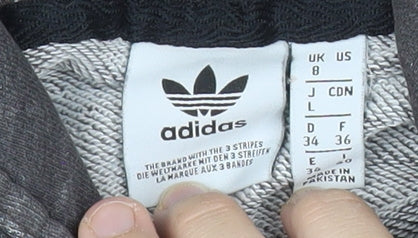 adidas
THE BRAND WITH THE 3 STRIPES
DIE WELTMARKE MIT DEN 3 STREIFEN
LA MARQUE AUX 3 BANDES
UK US
8
J CDN
L
D F
34 36
E
MADE IN
PAKISTAN